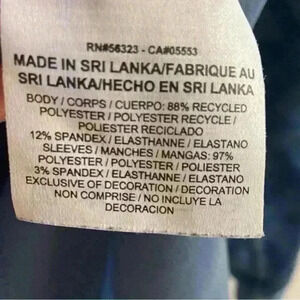 RN#56323 - CA#05553
MADE IN SRI LANKA/FABRIQUE AU
SRI LANKA/HECHO EN SRI LANKA
BODY / CORPS / CUERPO: 88% RECYCLED
POLYESTER / POLYESTER RECYCLE /
POLIESTER RECICLADO
12% SPANDEX / ELASTHANNE / ELASTANO
SLEEVES / MANCHES / MANGAS: 97%
POLYESTER / POLYESTER / POLIESTER
3% SPANDEX / ELASTHANNE / ELASTANO
EXCLUSIVE OF DECORATION / DECORATION
NON COMPRISE / NO INCLUYE LA
DECORACION